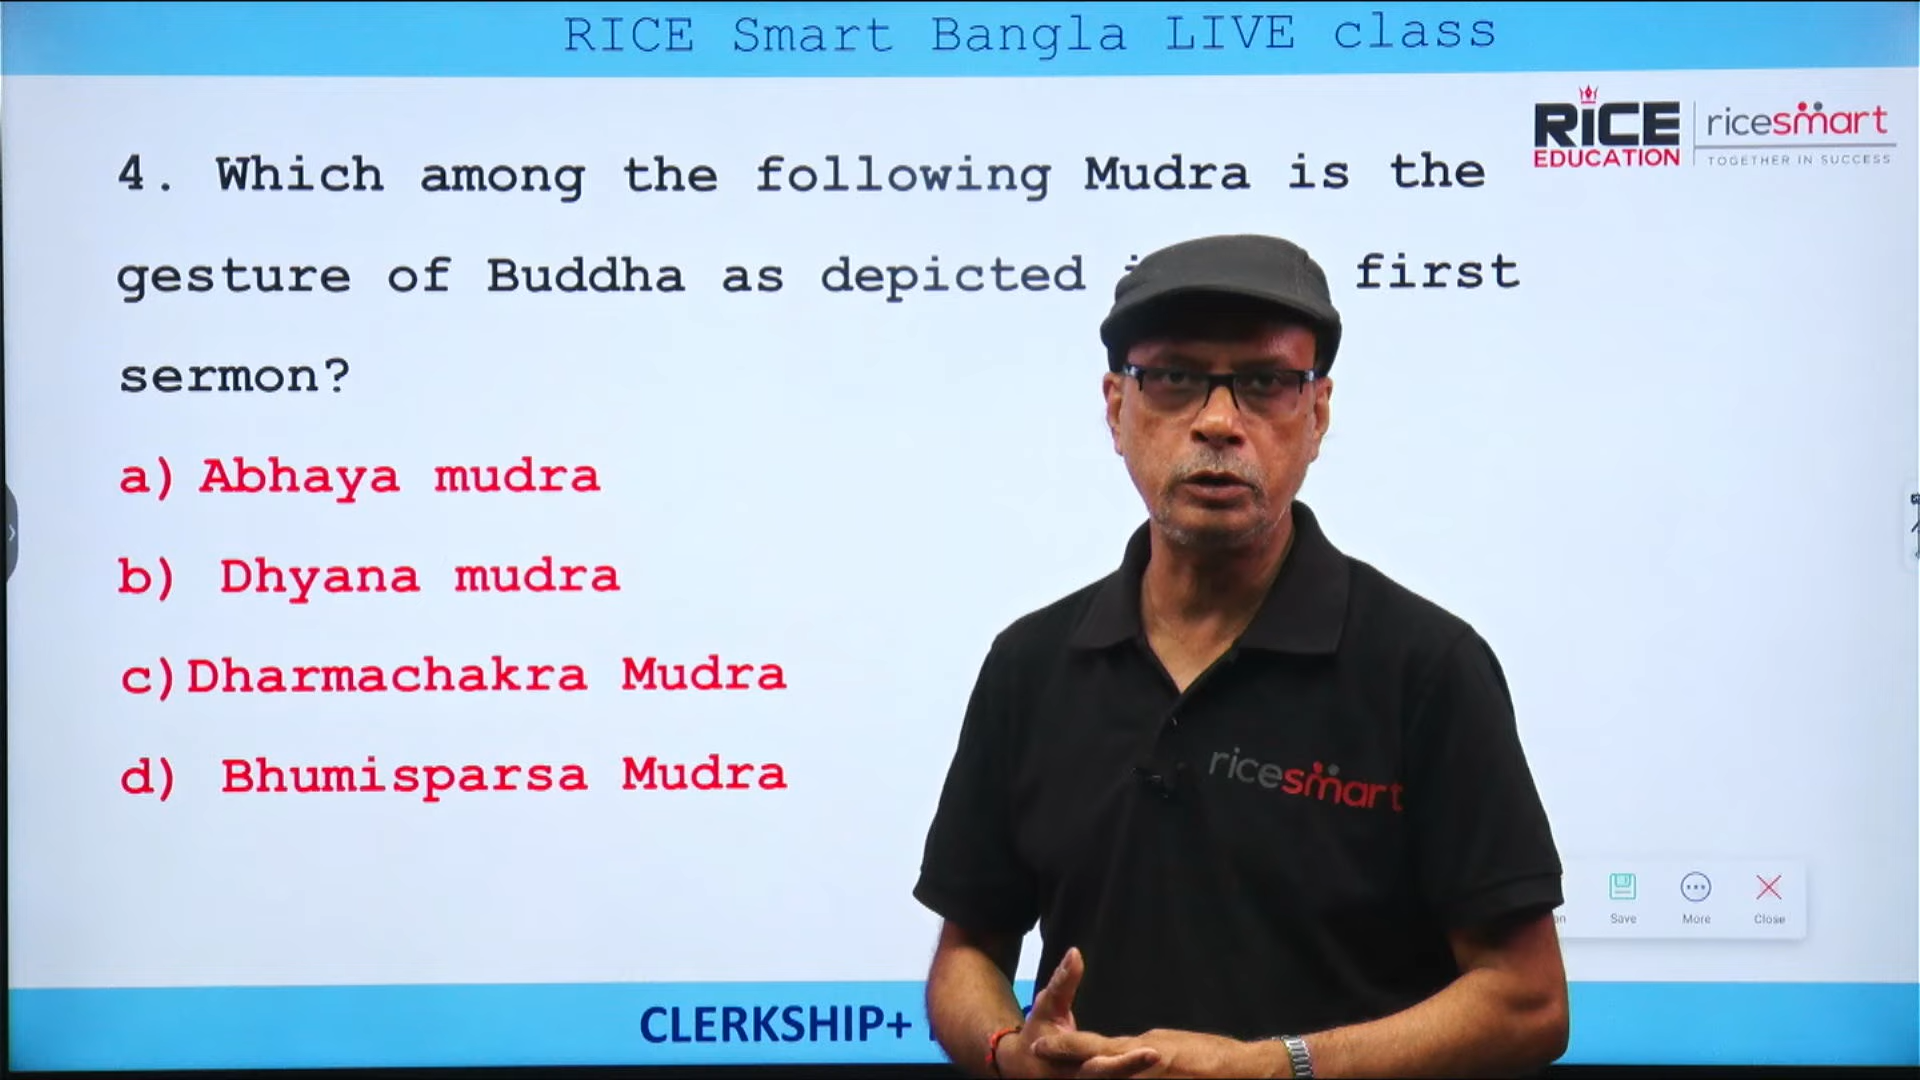 RICE Smart Bangla LIVE class
RiCE
EDUCATION
ricesmart
TOGETHER IN SUCCESS
4. Which among the following Mudra is the
gesture of Buddha as depicted first
sermon?
a) Abhaya mudra
b) Dhyana mudra
c) Dharmachakra Mudra
d) Bhumisparsa Mudra
ricesmart
Save
More
Close
CLERKSHIP+